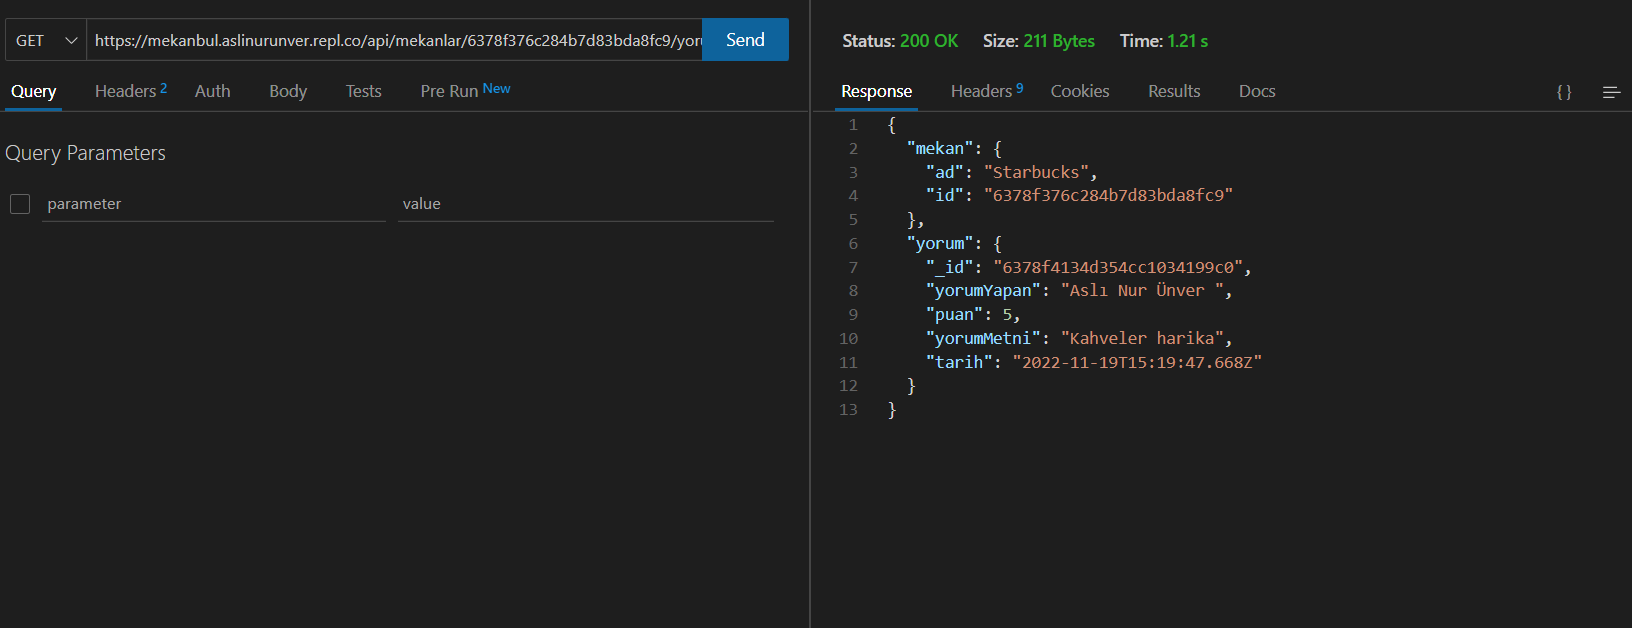 GET https://mekanbul.aslinurunver.repl.co/api/mekanlar/6378f376c284b7d83bda8fc9/yoru Send
Query Headers 2 Auth Body Tests Pre Run New
Query Parameters
parameter value
Status: 200 OK Size: 211 Bytes Time: 1.21 s
Response Headers 9 Cookies Results Docs { }
1 {
2 "mekan": {
3 "ad": "Starbucks",
4 "id": "6378f376c284b7d83bda8fc9"
5 },
6 "yorum": {
7 "_id": "6378f4134d354cc1034199c0",
8 "yorumYapan": "Aslı Nur Ünver ",
9 "puan": 5,
10 "yorumMetni": "Kahveler harika",
11 "tarih": "2022-11-19T15:19:47.668Z"
12 }
13 }